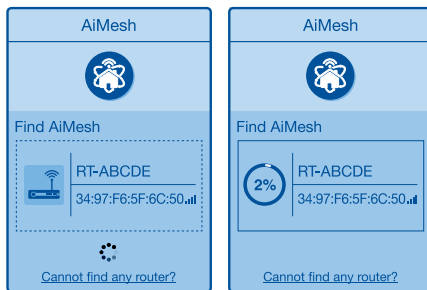 AiMesh
Find AiMesh
RT-ABCDE
34:97:F6:5F:6C:50
Cannot find any router?
AiMesh
Find AiMesh
2%
RT-ABCDE
34:97:F6:5F:6C:50
Cannot find any router?